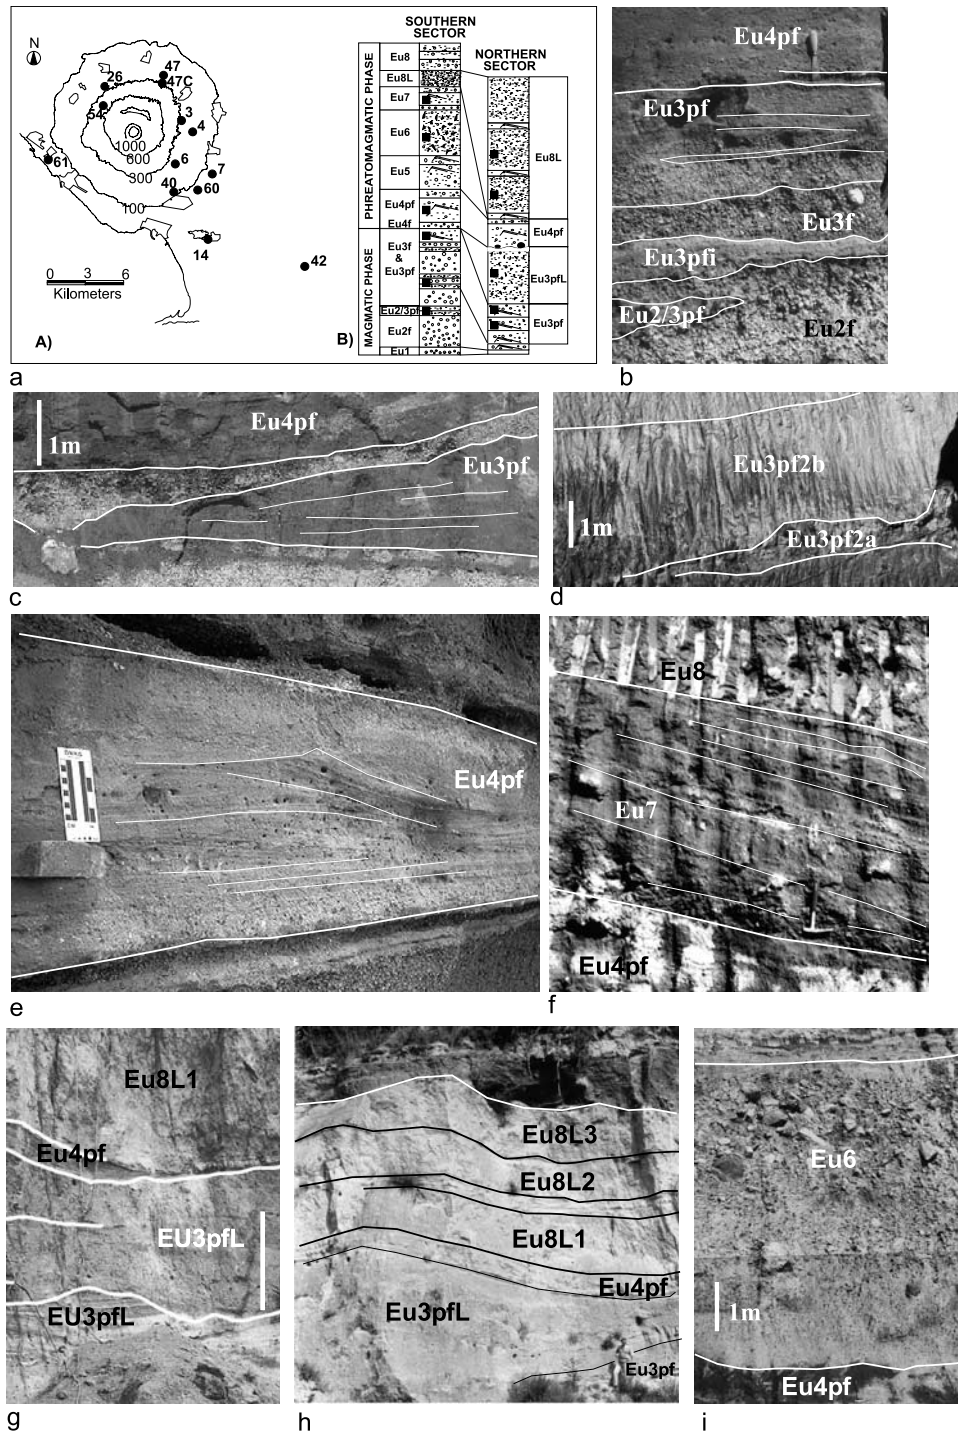 N
47
47C
26
54
3
4
1000
600
6
61
7
300
40
60
100
14
42
0 3 6
Kilometers
A)
SOUTHERN
SECTOR
NORTHERN
SECTOR
PHREATOMAGMATIC PHASE
MAGMATIC PHASE
Eu8
Eu8L
Eu7
Eu6
Eu5
Eu4pf
Eu4f
Eu3f
&
Eu3pf
Eu2/3pf
Eu2f
Eu1
Eu8L
Eu4pf
Eu3pfL
Eu3pf
B)
a
Eu4pf
Eu3pf
Eu3f
Eu3pfi
Eu2/3pf
Eu2f
b
1m
Eu4pf
Eu3pf
c
Eu3pf2b
1m
Eu3pf2a
d
Eu4pf
e
Eu8
Eu7
Eu4pf
f
Eu8L1
Eu4pf
EU3pfL
EU3pfL
g
Eu8L3
Eu8L2
Eu8L1
Eu4pf
Eu3pfL
Eu3pf
h
Eu6
1m
Eu4pf
i